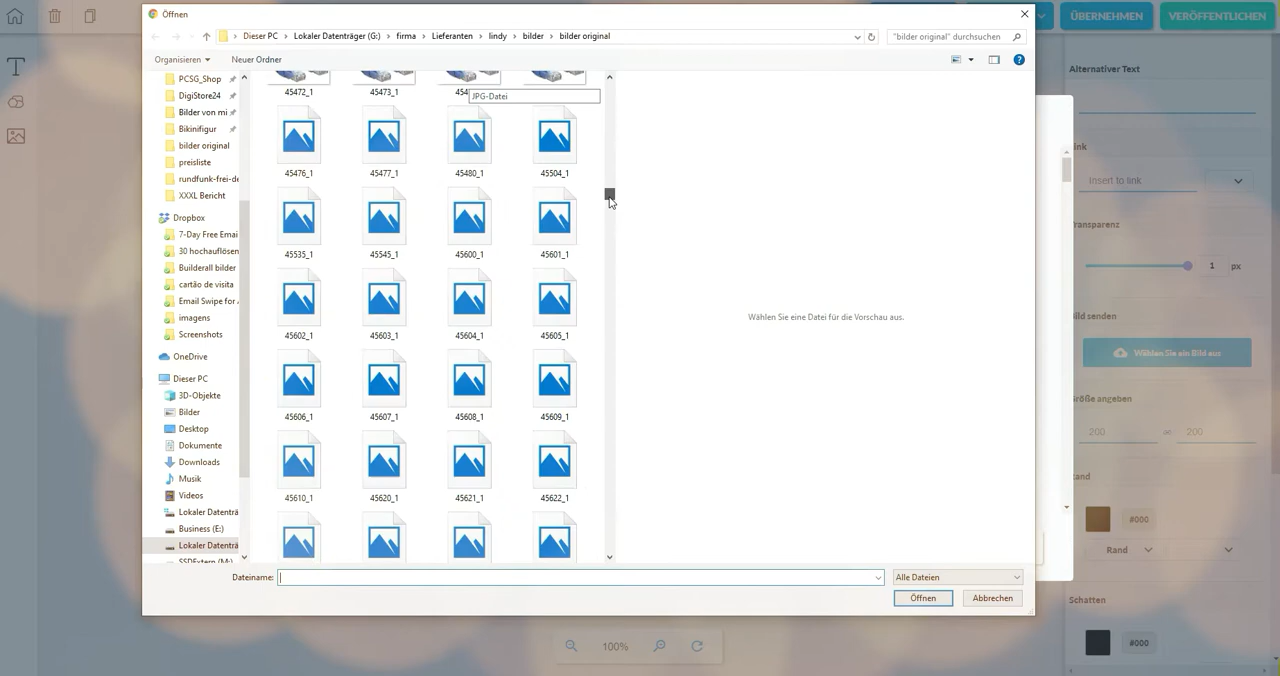 Öffnen
ÜBERNEHMEN
VERÖFFENTLICHEN
Dieser PC > Lokaler Datenträger (G:) > firma > Lieferanten > lindy > bilder > bilder original
"bilder original" durchsuchen
Organisieren
Neuer Ordner
PCSG_Shop
DigiStore24
Bilder von mi
Bikinifigur
bilder original
preisliste
rundfunk-frei-de
XXXL Bericht
Dropbox
7-Day Free Emai
30 hochauflösen
Builderall bilder
cartão de visita
Email Swipe for
imagens
Screenshots
OneDrive
Dieser PC
3D-Objekte
Bilder
Desktop
Dokumente
Downloads
Musik
Videos
Lokaler Datenträ
Business (E:)
Lokaler Datenträ
SSDExtern (M:)
45472_1 45473_1
JPG-Datei
45476_1 45477_1 45480_1 45504_1
45535_1 45545_1 45600_1 45601_1
45602_1 45603_1 45604_1 45605_1
45606_1 45607_1 45608_1 45609_1
45610_1 45620_1 45621_1 45622_1
Wählen Sie eine Datei für die Vorschau aus.
Dateiname:
Alle Dateien
Öffnen
Abbrechen
Alternativer Text
Link
Insert to link
Transparenz
1 px
Bild senden
Wählen Sie ein Bild aus
Größe angeben
200 200
Rand
#000
Rand
Schatten
#000
100%